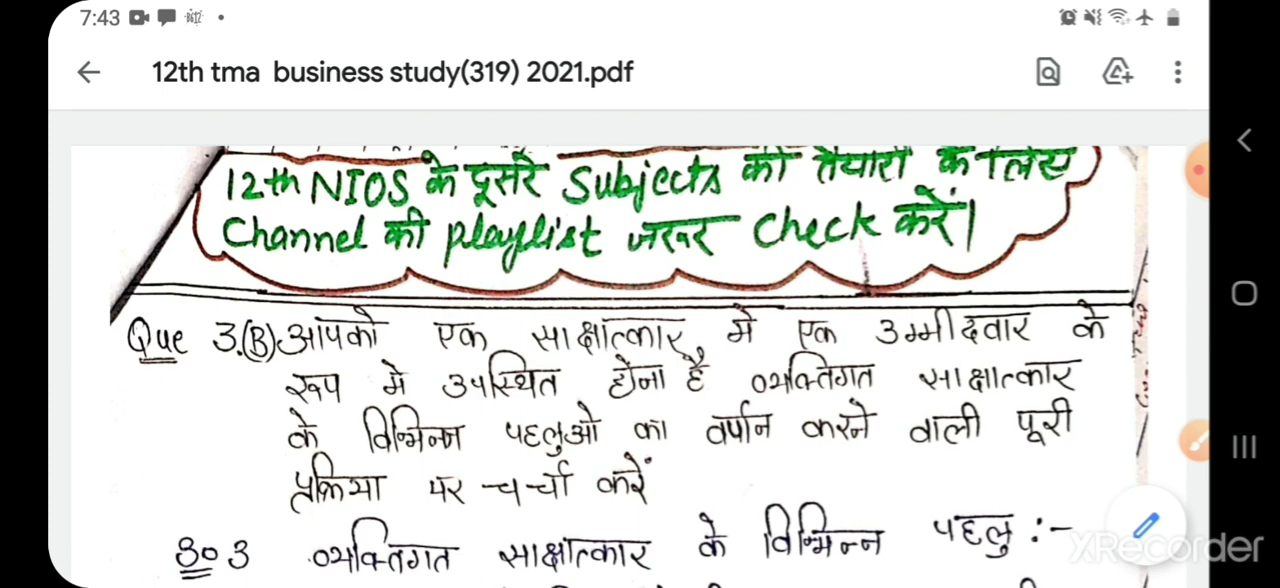 7:43
12th tma business study(319) 2021.pdf
12th NIOS के दूसरे Subjects की तैयारी के लिए
Channel की playlist जरुर check करें।
Que 3.(B). आपको एक साक्षात्कार में एक उम्मीदवार के
रूप में उपस्थित होना है व्यक्तिगत साक्षात्कार
के विभिन्न पहलुओ का वर्णन करने वाली पूरी
प्रक्रिया पर चर्चा करें
उ० 3 व्यक्तिगत साक्षात्कार के विभिन्न पहलु :-
XRecorder